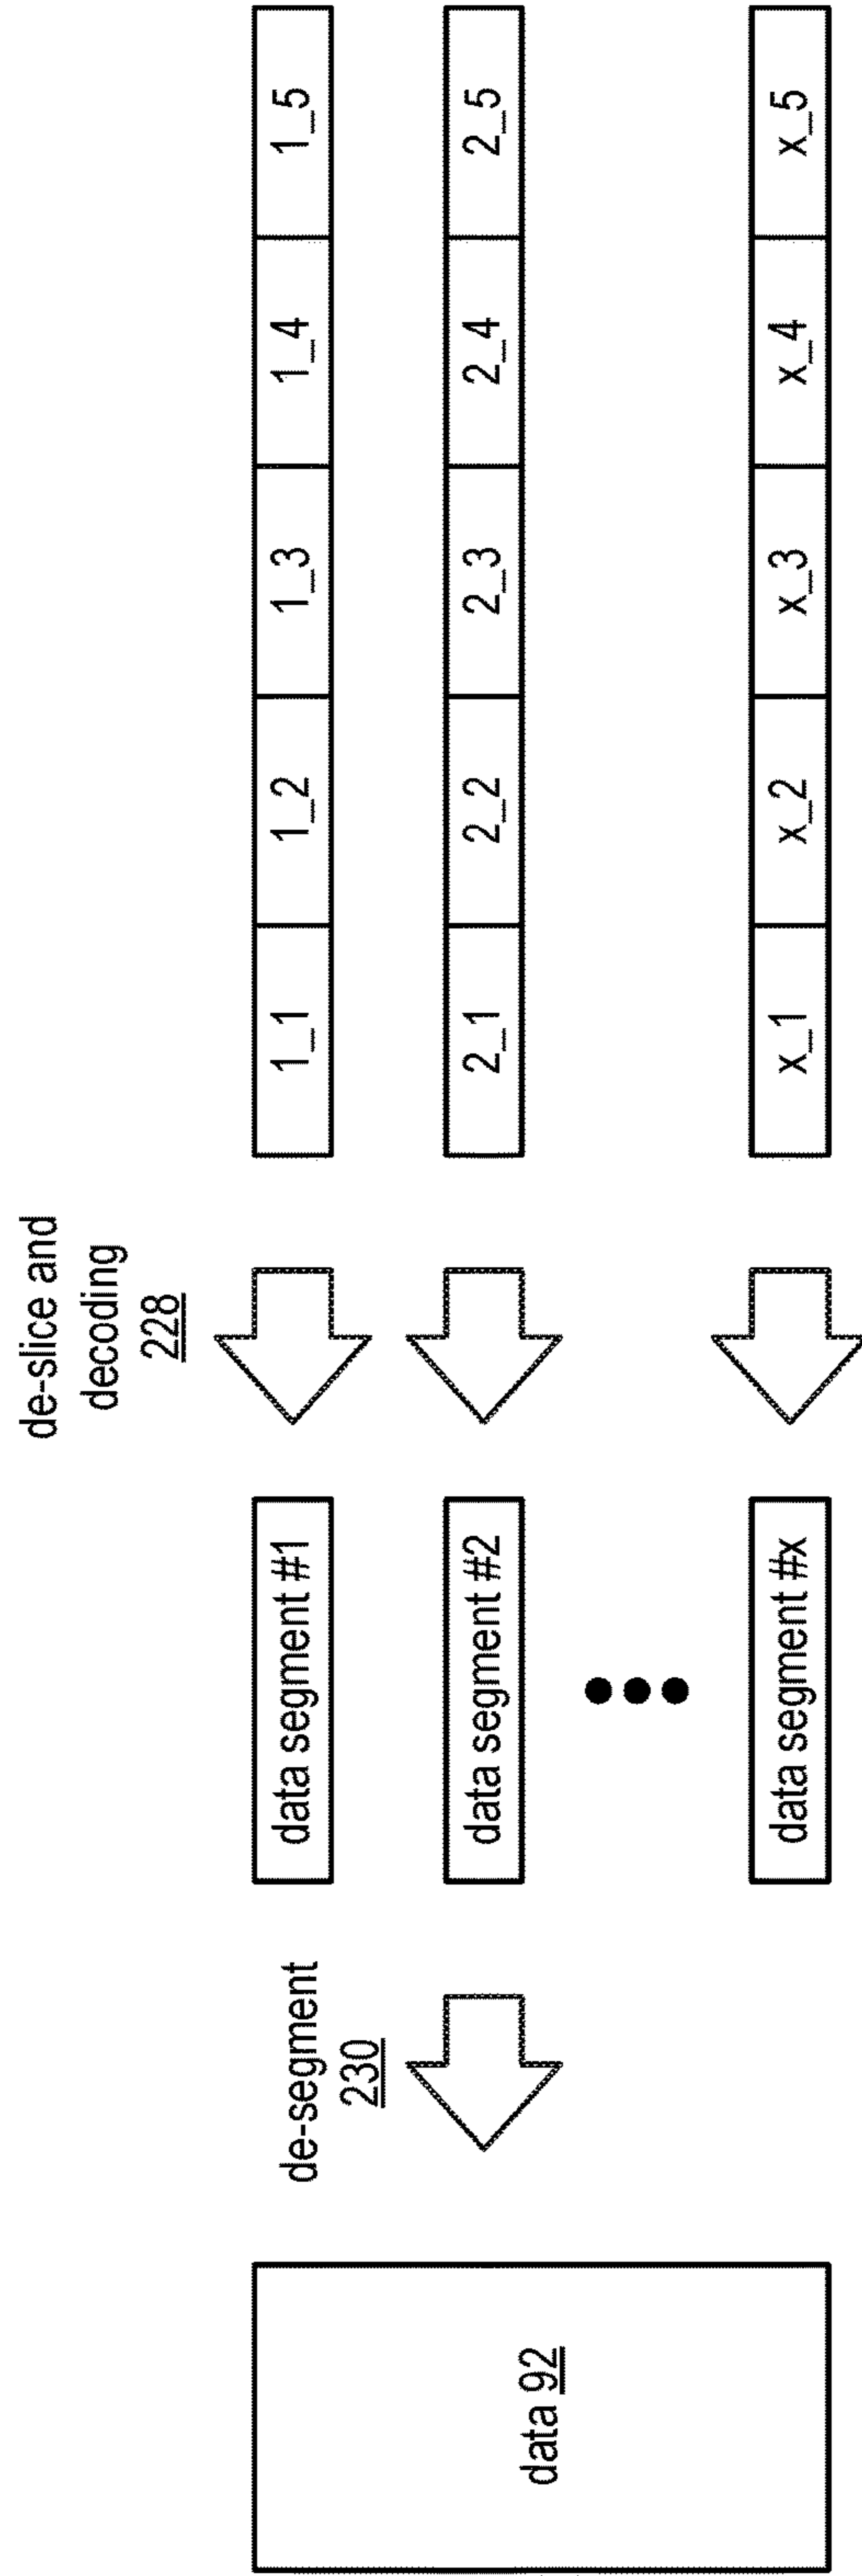 de-slice and
decoding
228
de-segment
230
data 92
data segment #1
1_1
1_2
1_3
1_4
1_5
data segment #2
2_1
2_2
2_3
2_4
2_5
data segment #x
x_1
x_2
x_3
x_4
x_5